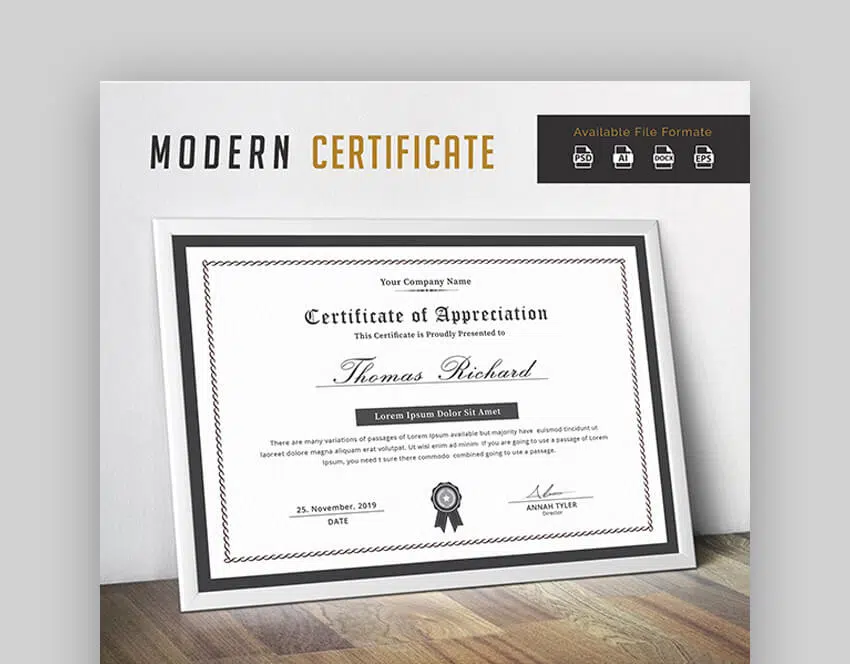 MODERN CERTIFICATE
Available File Formate
PSD AI DOCX EPS
Your Company Name
Certificate of Appreciation
This Certificate is Proudly Presented to
Thomas Richard
Lorem Ipsum Dolor Sit Amet
There are many variations of passages of Lorem Ipsum available but majority have euismod tincidunt ut
laoreet dolore magna aliquam erat volutpat. Ut wisi enim ad minim If you are going to use a passage of Lorem
Ipsum, you need t sure there commodo combined going to use a passage.
25. November, 2019
DATE
ANNAH TYLER
Director